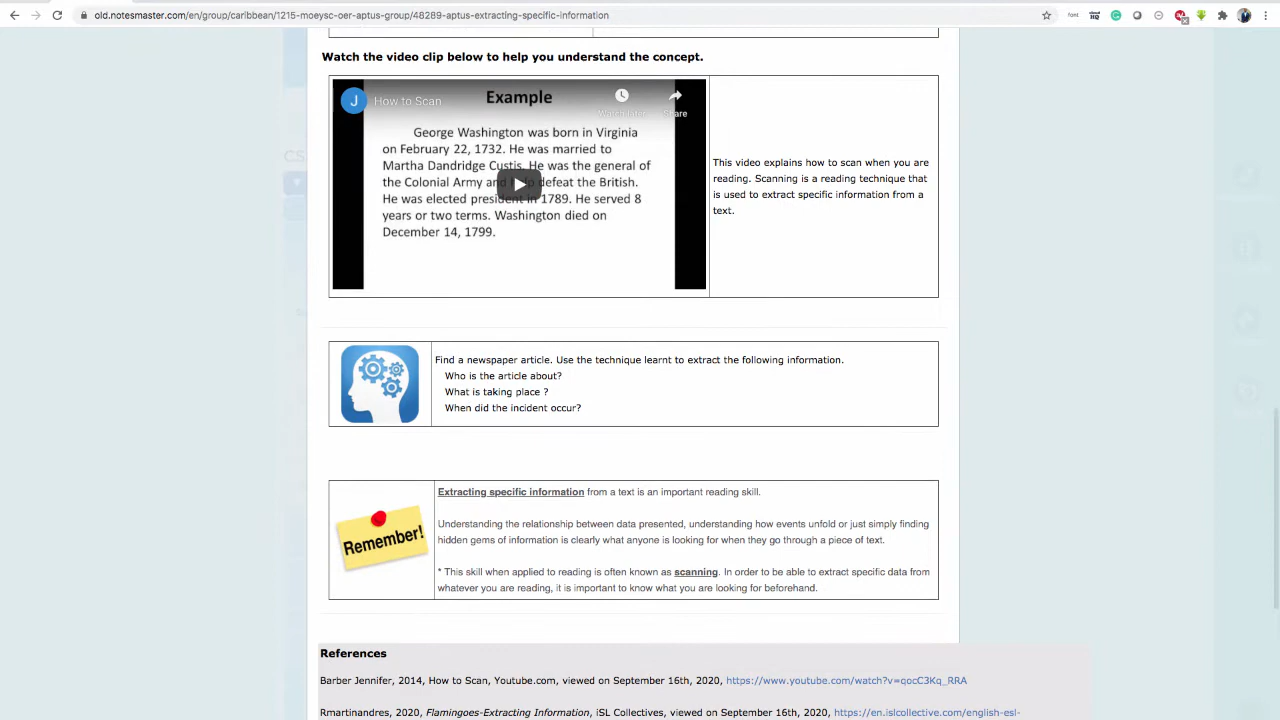 old.notesmaster.com/en/group/caribbean/1215-moeysc-oer-aptus-group/48289-aptus-extracting-specific-information
Watch the video clip below to help you understand the concept.
J How to Scan
Example
Watch later
Share
George Washington was born in Virginia
on February 22, 1732. He was married to
Martha Dandridge Custis. He was the general of
the Colonial Army and help defeat the British.
He was elected president in 1789. He served 8
years or two terms. Washington died on
December 14, 1799.
This video explains how to scan when you are
reading. Scanning is a reading technique that
is used to extract specific information from a
text.
Find a newspaper article. Use the technique learnt to extract the following information.
Who is the article about?
What is taking place ?
When did the incident occur?
Remember!
Extracting specific information from a text is an important reading skill.
Understanding the relationship between data presented, understanding how events unfold or just simply finding
hidden gems of information is clearly what anyone is looking for when they go through a piece of text.
* This skill when applied to reading is often known as scanning. In order to be able to extract specific data from
whatever you are reading, it is important to know what you are looking for beforehand.
References
Barber Jennifer, 2014, How to Scan, Youtube.com, viewed on September 16th, 2020, https://www.youtube.com/watch?v=qocC3Kq_RRA
Rmartinandres, 2020, Flamingoes-Extracting Information, iSL Collectives, viewed on September 16th, 2020, https://en.islcollective.com/english-esl-